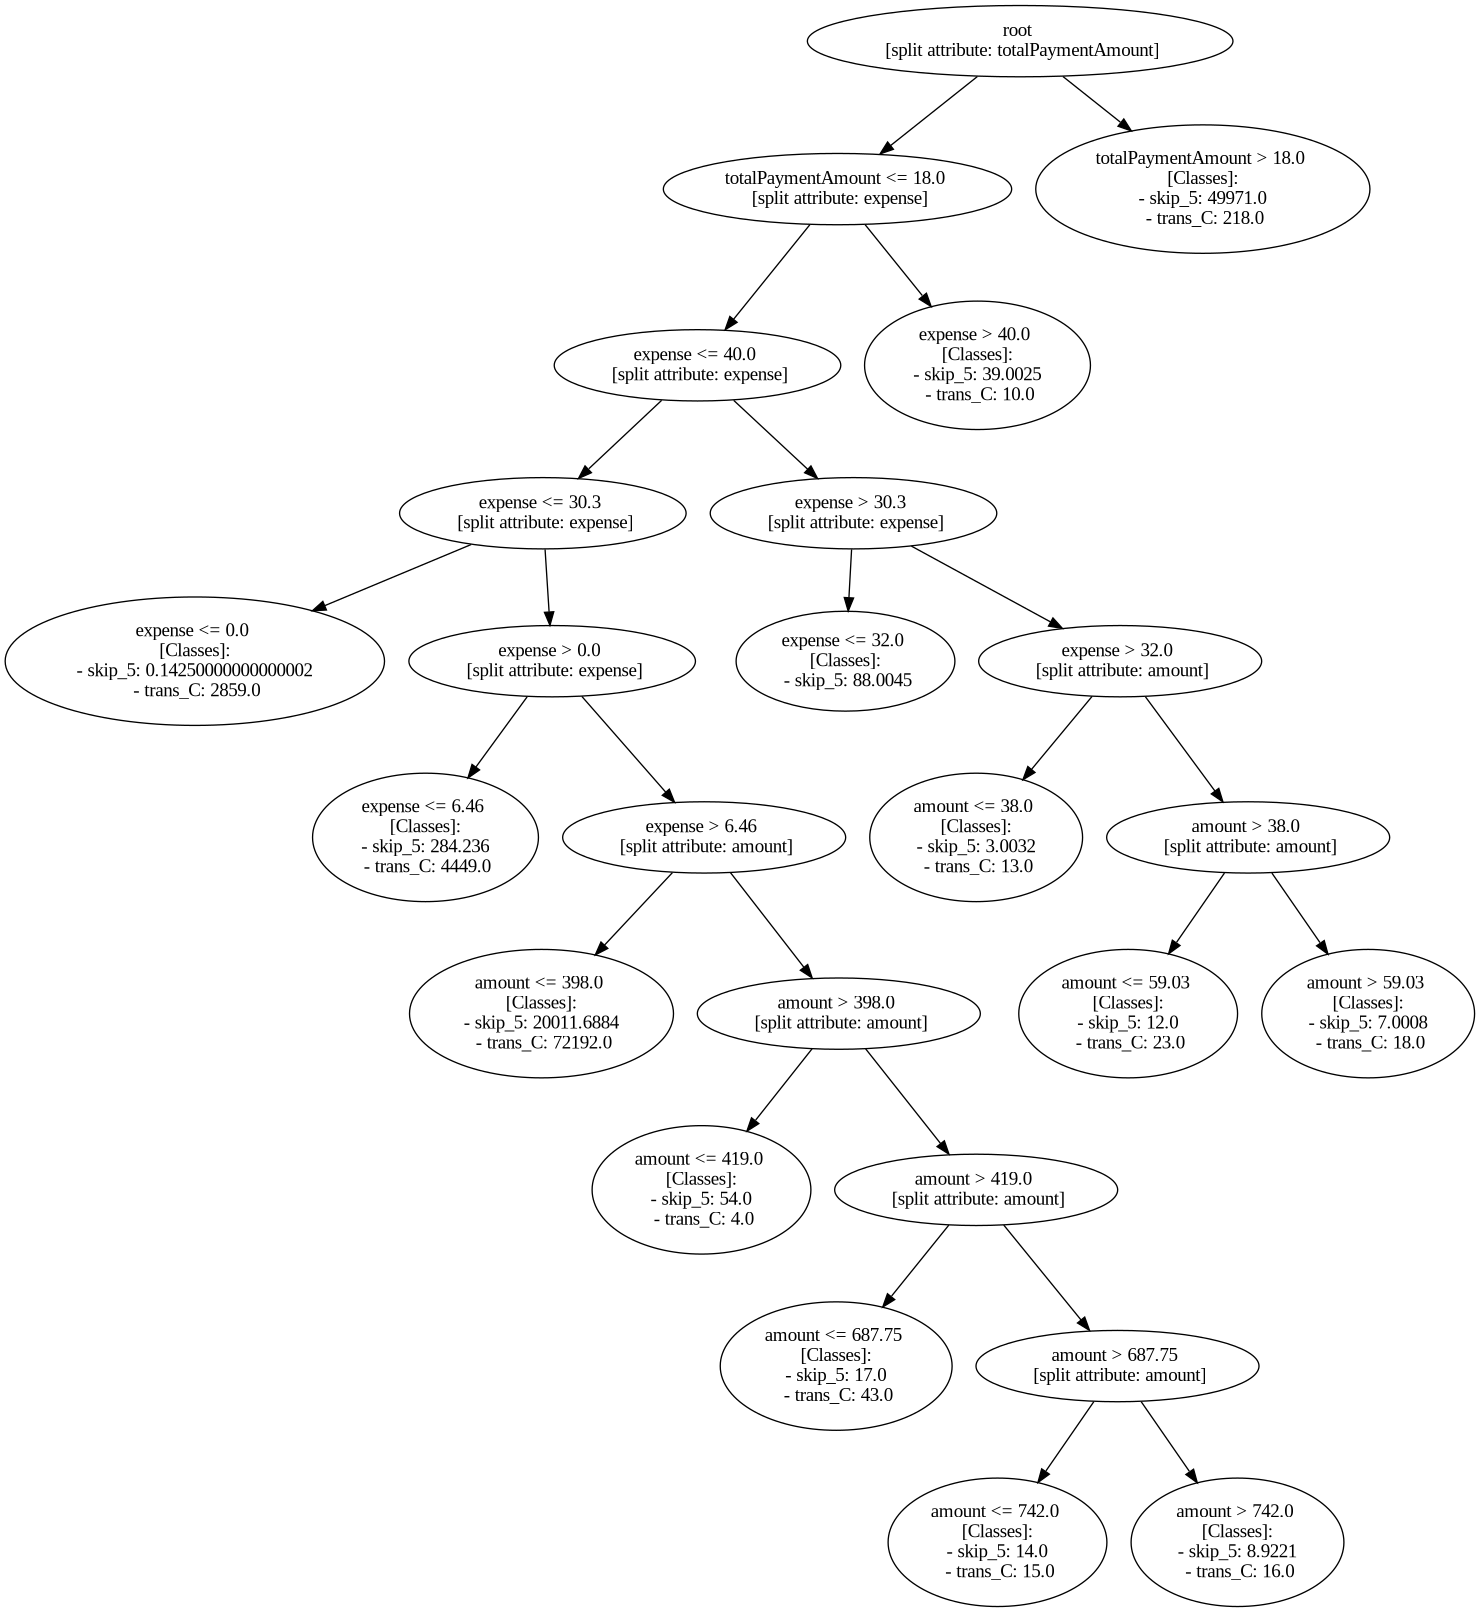 root
[split attribute: totalPaymentAmount]
totalPaymentAmount <= 18.0
[split attribute: expense]
totalPaymentAmount > 18.0
[Classes]:
- skip_5: 49971.0
- trans_C: 218.0
expense <= 40.0
[split attribute: expense]
expense > 40.0
[Classes]:
- skip_5: 39.0025
- trans_C: 10.0
expense <= 30.3
[split attribute: expense]
expense > 30.3
[split attribute: expense]
expense <= 0.0
[Classes]:
- skip_5: 0.14250000000000002
- trans_C: 2859.0
expense > 0.0
[split attribute: expense]
expense <= 32.0
[Classes]:
- skip_5: 88.0045
expense > 32.0
[split attribute: amount]
expense <= 6.46
[Classes]:
- skip_5: 284.236
- trans_C: 4449.0
expense > 6.46
[split attribute: amount]
amount <= 38.0
[Classes]:
- skip_5: 3.0032
- trans_C: 13.0
amount > 38.0
[split attribute: amount]
amount <= 398.0
[Classes]:
- skip_5: 20011.6884
- trans_C: 72192.0
amount > 398.0
[split attribute: amount]
amount <= 59.03
[Classes]:
- skip_5: 12.0
- trans_C: 23.0
amount > 59.03
[Classes]:
- skip_5: 7.0008
- trans_C: 18.0
amount <= 419.0
[Classes]:
- skip_5: 54.0
- trans_C: 4.0
amount > 419.0
[split attribute: amount]
amount <= 687.75
[Classes]:
- skip_5: 17.0
- trans_C: 43.0
amount > 687.75
[split attribute: amount]
amount <= 742.0
[Classes]:
- skip_5: 14.0
- trans_C: 15.0
amount > 742.0
[Classes]:
- skip_5: 8.9221
- trans_C: 16.0